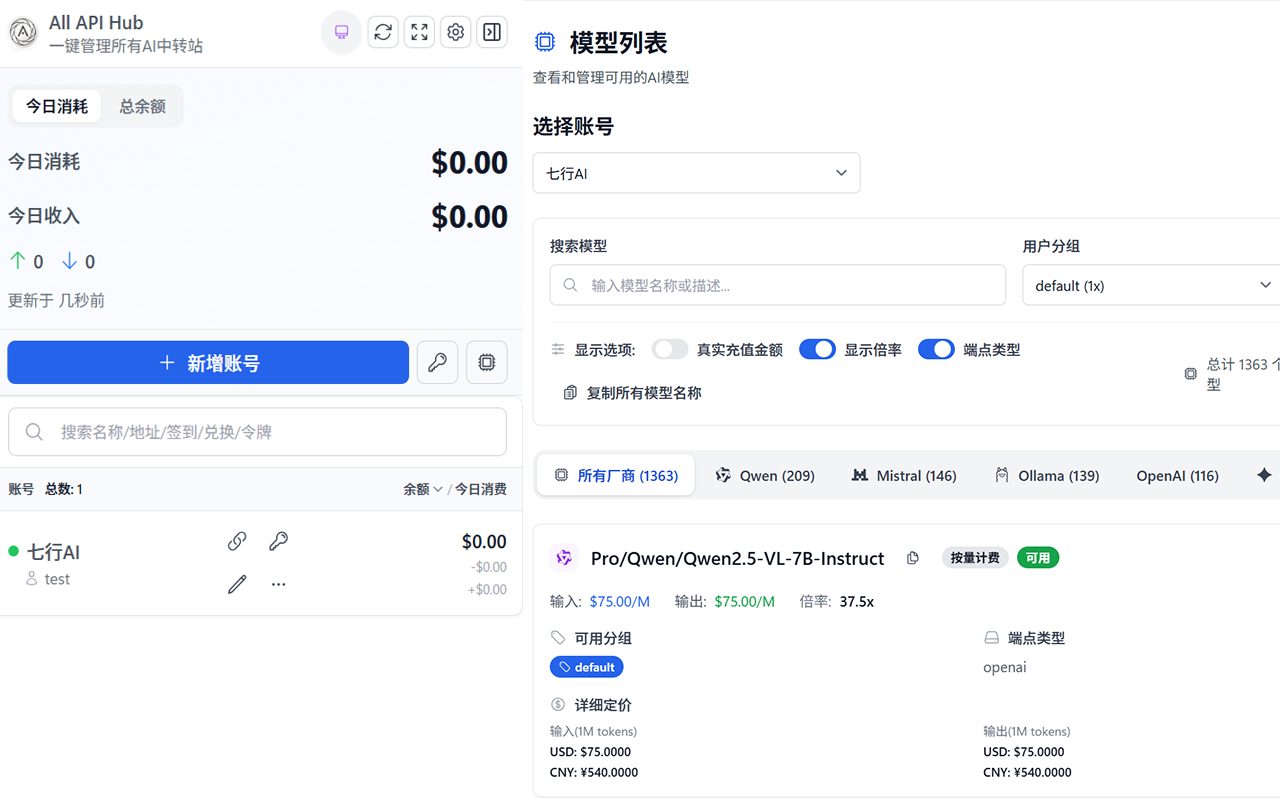 All API Hub
一键管理所有AI中转站
今日消耗 总余额
今日消耗 $0.00
今日收入 $0.00
0 0
更新于 几秒前
新增账号
搜索名称/地址/签到/兑换/令牌
账号 总数: 1 余额 / 今日消费
七行AI
test
$0.00
-$0.00
+$0.00
模型列表
查看和管理可用的AI模型
选择账号
七行AI
搜索模型 用户分组
输入模型名称或描述... default (1x)
显示选项: 真实充值金额 显示倍率 端点类型
总计 1363 个
型
复制所有模型名称
所有厂商 (1363) Qwen (209) Mistral (146) Ollama (139) OpenAI (116)
Pro/Qwen/Qwen2.5-VL-7B-Instruct 按量计费 可用
输入: $75.00/M 输出: $75.00/M 倍率: 37.5x
可用分组 端点类型
default openai
详细定价
输入(1M tokens) 输出(1M tokens)
USD: $75.0000 USD: $75.0000
CNY: ¥540.0000 CNY: ¥540.0000